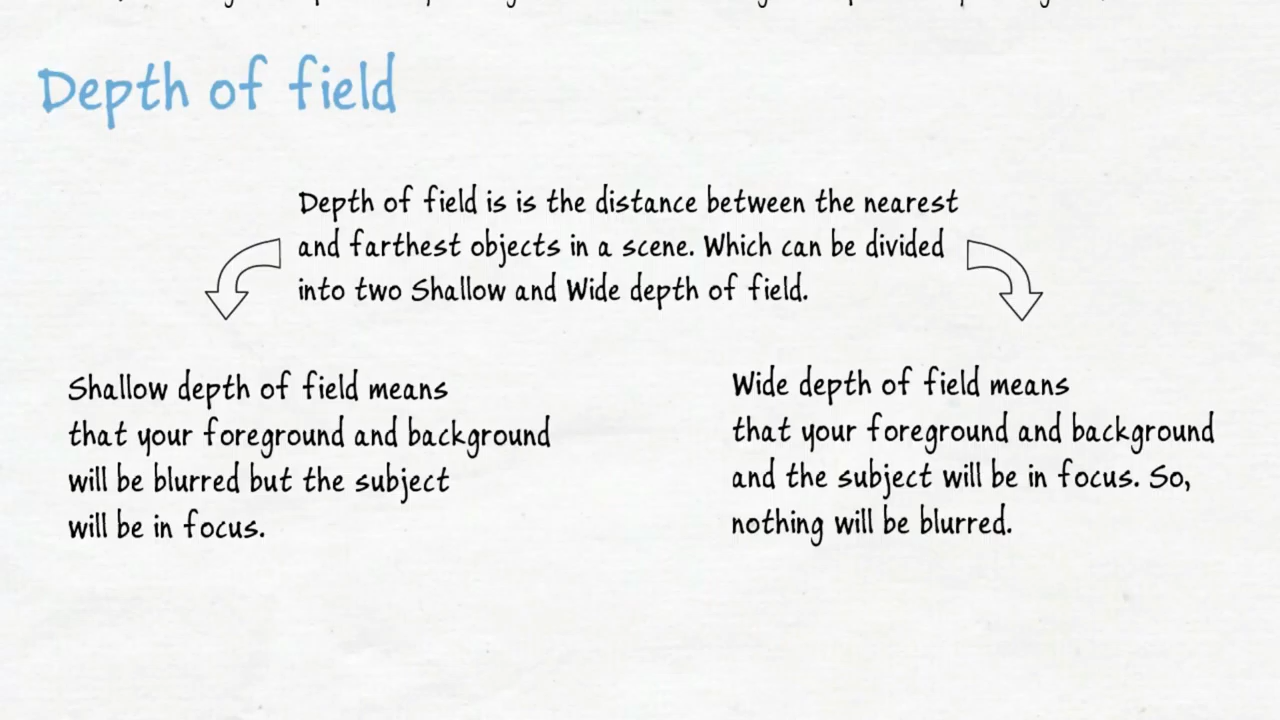 Depth of field
Depth of field is is the distance between the nearest
and farthest objects in a scene. Which can be divided
into two Shallow and Wide depth of field.
Shallow depth of field means
that your foreground and background
will be blurred but the subject
will be in focus.
Wide depth of field means
that your foreground and background
and the subject will be in focus. So,
nothing will be blurred.